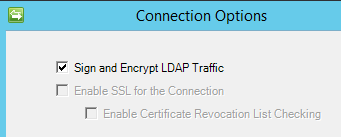 Connection Options
Sign and Encrypt LDAP Traffic
Enable SSL for the Connection
Enable Certificate Revocation List Checking